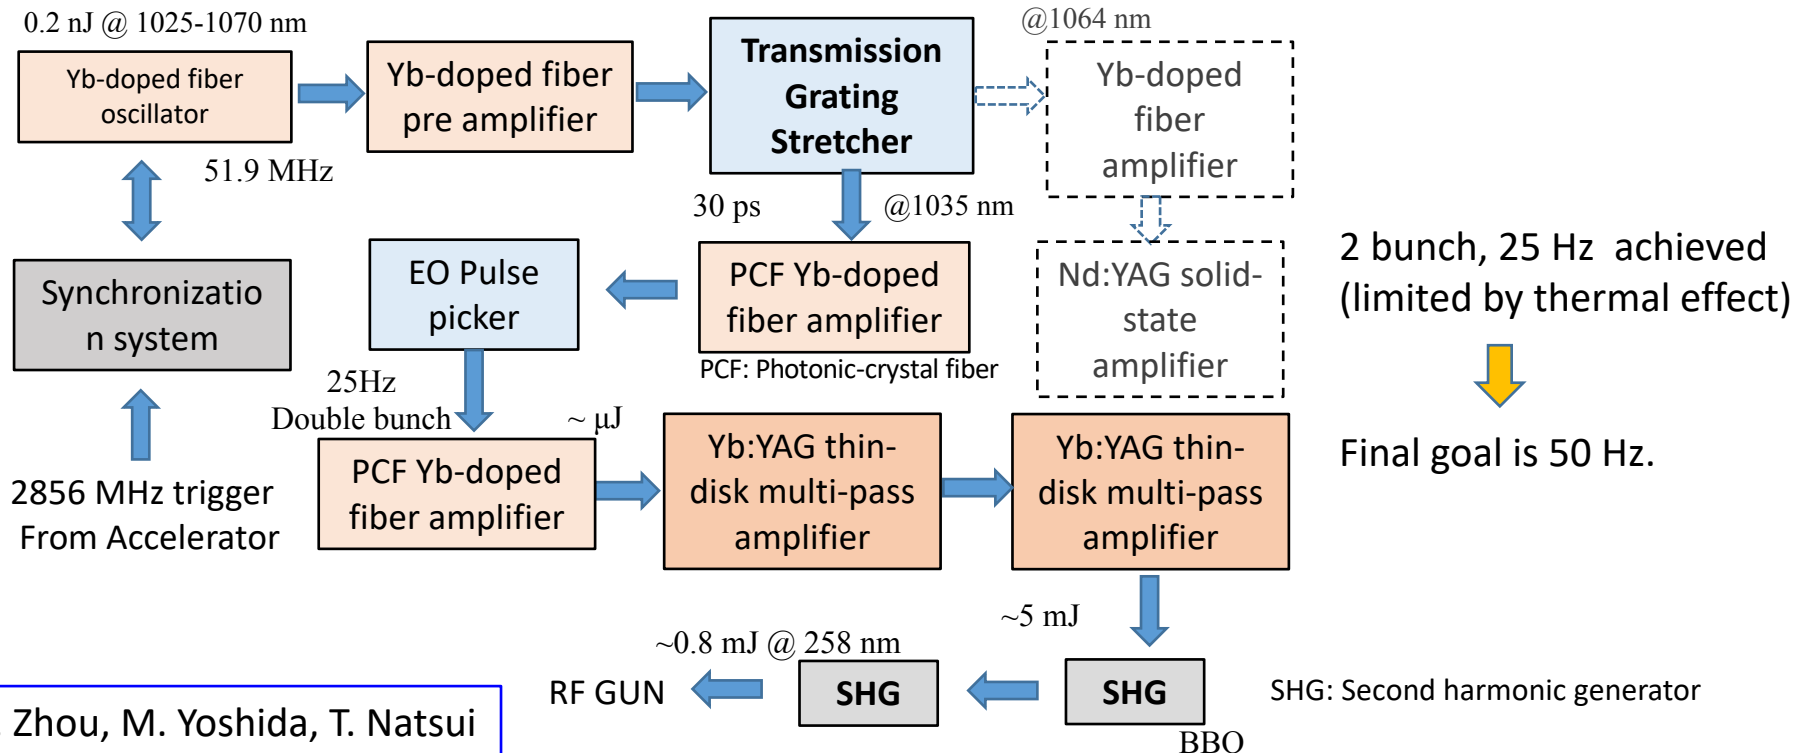 0.2 nJ @ 1025-1070 nm
Yb-doped fiber
oscillator
51.9 MHz
Yb-doped fiber
pre amplifier
Transmission
Grating
Stretcher
@1064 nm
Yb-doped
fiber
amplifier
30 ps
@1035 nm
Synchronizatio
n system
EO Pulse
picker
PCF Yb-doped
fiber amplifier
PCF: Photonic-crystal fiber
Nd:YAG solid-
state
amplifier
2 bunch, 25 Hz achieved
(limited by thermal effect)
Final goal is 50 Hz.
25Hz
Double bunch
~ μJ
2856 MHz trigger
From Accelerator
PCF Yb-doped
fiber amplifier
Yb:YAG thin-
disk multi-pass
amplifier
Yb:YAG thin-
disk multi-pass
amplifier
~5 mJ
~0.8 mJ @ 258 nm
RF GUN
SHG
SHG
BBO
SHG: Second harmonic generator
Zhou, M. Yoshida, T. Natsui